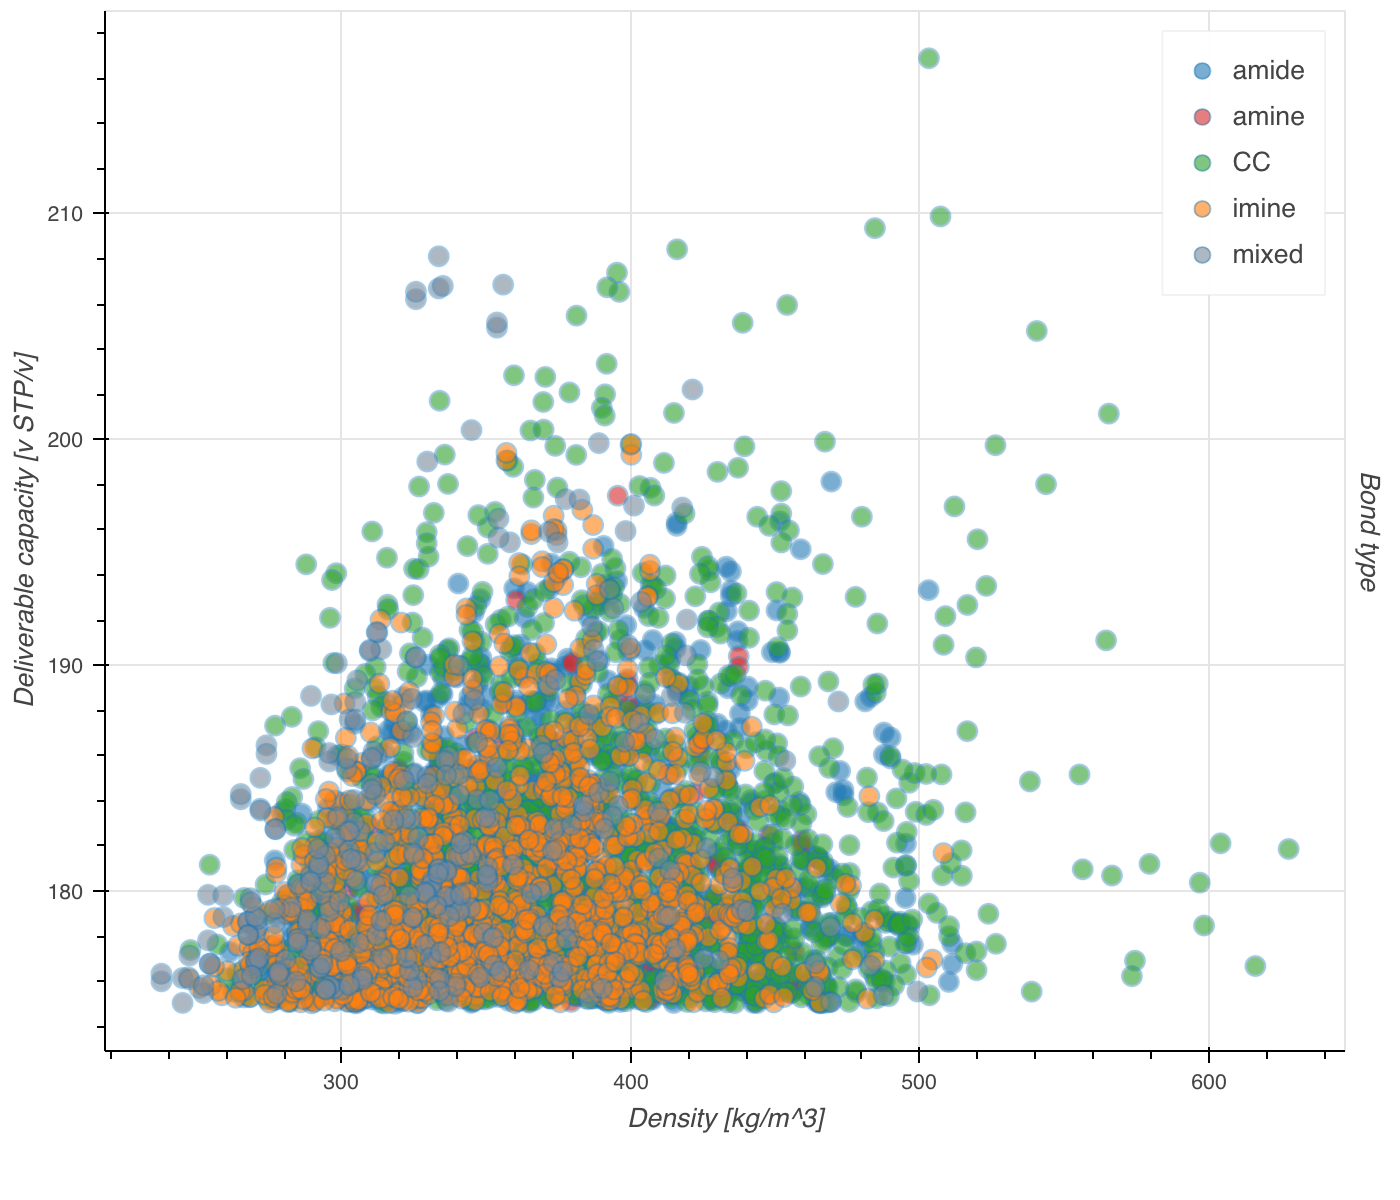 amide
amine
CC
imine
mixed
210
200
190
180
Deliverable capacity [v STP/v]
Bond type
300
400
500
600
Density [kg/m^3]